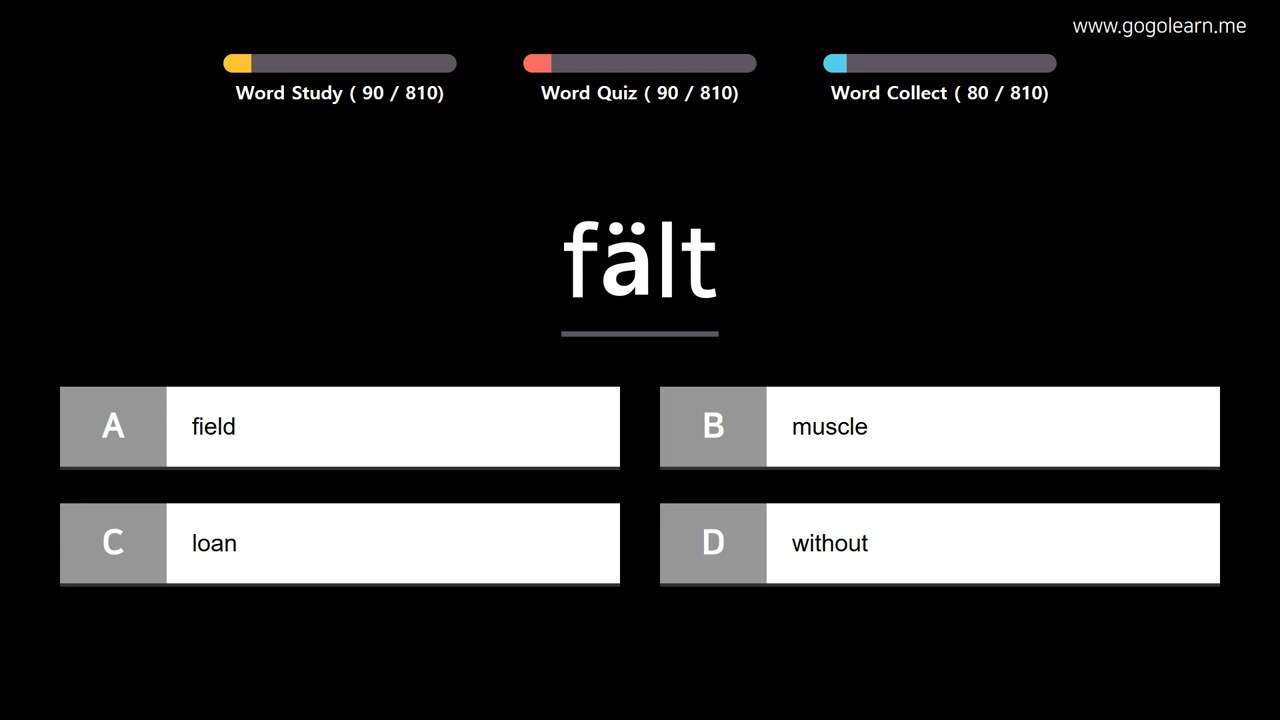 www.gogolearn.me
Word Study ( 90 / 810)
Word Quiz ( 90 / 810)
Word Collect ( 80 / 810)
fält
A field
B muscle
C loan
D without